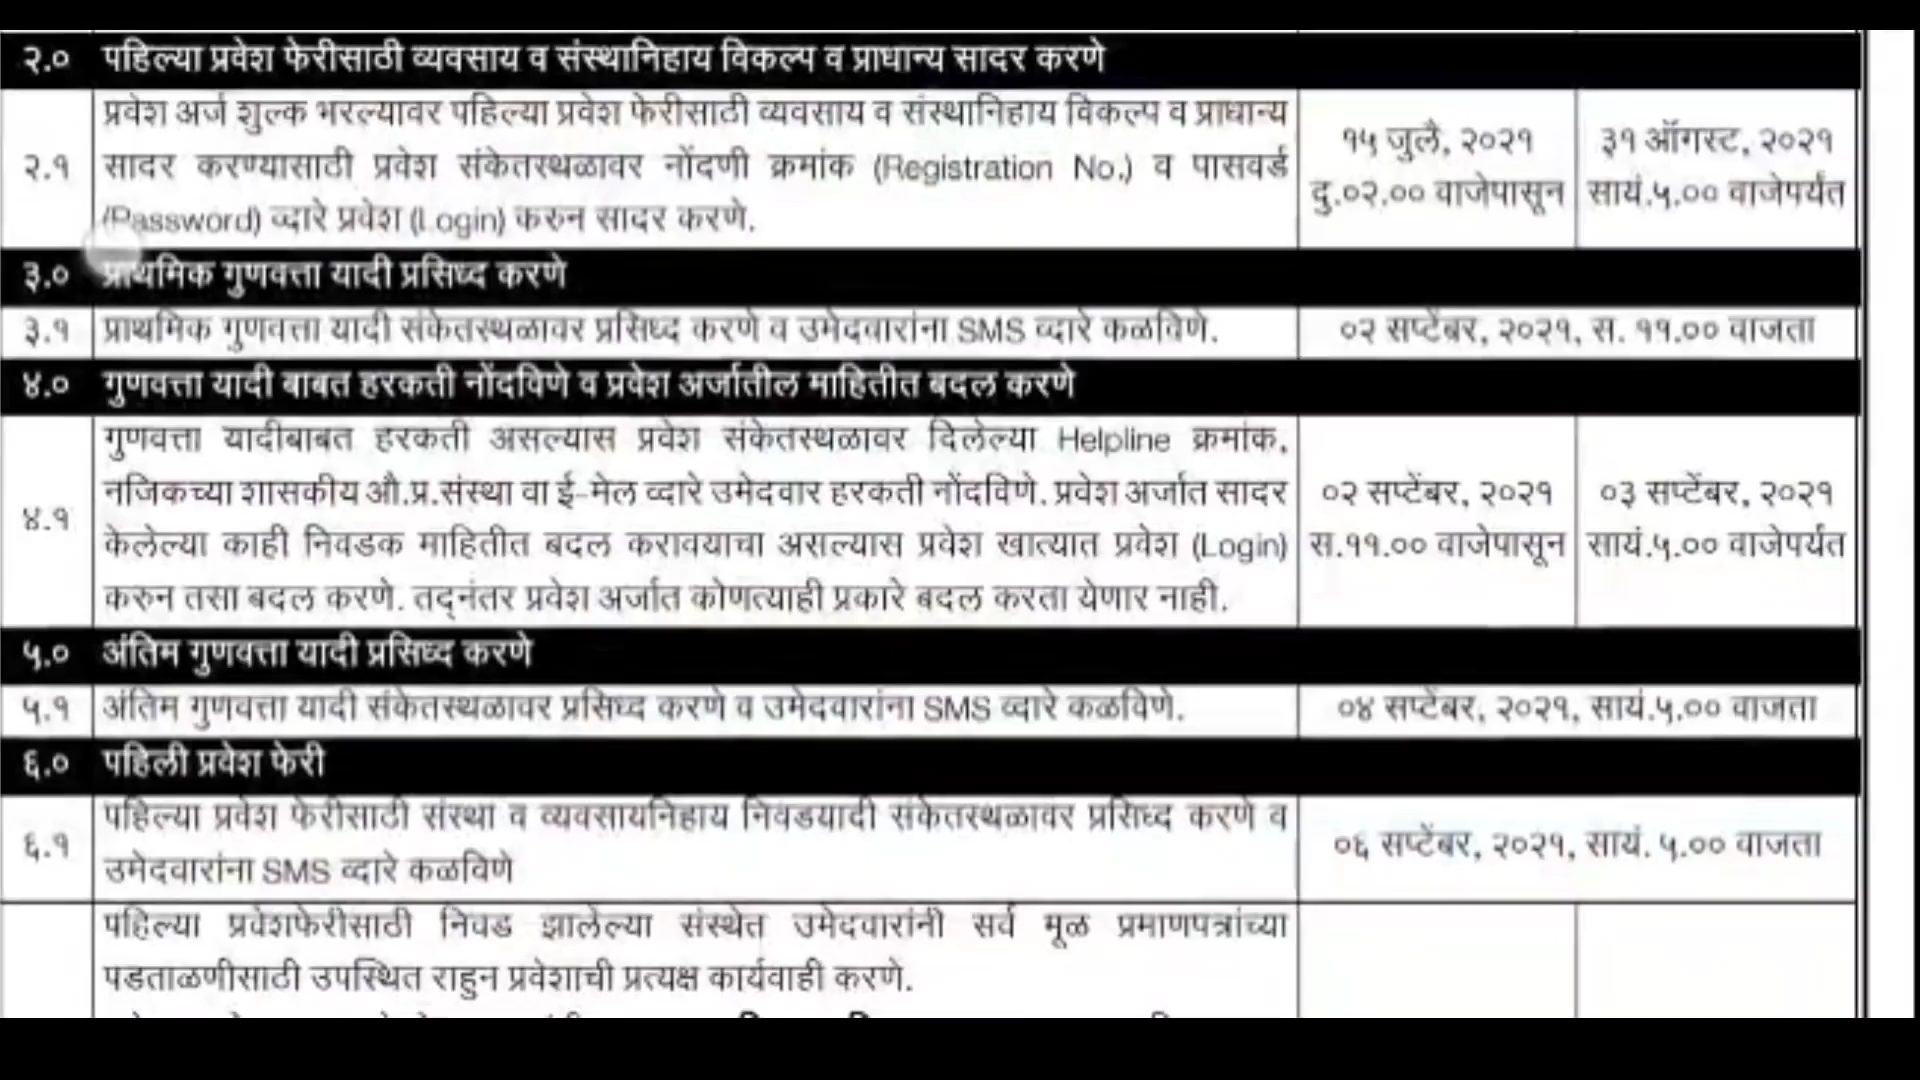 २.० पहिल्या प्रवेश फेरीसाठी व्यवसाय व संस्थानिहाय विकल्प व प्राधान्य सादर करणे
प्रवेश अर्ज शुल्क भरल्यावर पहिल्या प्रवेश फेरीसाठी व्यवसाय व संस्थानिहाय विकल्प व प्राधान्य
२.१ सादर करण्यासाठी प्रवेश संकेतस्थळावर नोंदणी क्रमांक (Registration No.) व पासवर्ड
(Password) व्दारे प्रवेश (Login) करुन सादर करणे.
१५ जुलै, २०२१
दु.०२.०० वाजेपासून
३१ ऑगस्ट, २०२१
सायं.५.०० वाजेपर्यंत
३.० प्राथमिक गुणवत्ता यादी प्रसिध्द करणे
३.१ प्राथमिक गुणवत्ता यादी संकेतस्थळावर प्रसिध्द करणे व उमेदवारांना SMS व्दारे कळविणे. ०२ सप्टेंबर, २०२१, स. ११.०० वाजता
४.० गुणवत्ता यादी बाबत हरकती नोंदविणे व प्रवेश अर्जातील माहितीत बदल करणे
गुणवत्ता यादीबाबत हरकती असल्यास प्रवेश संकेतस्थळावर दिलेल्या Helpline क्रमांक,
नजिकच्या शासकीय औ.प्र.संस्था वा ई-मेल व्दारे उमेदवार हरकती नोंदविणे. प्रवेश अर्जात सादर
४.१ केलेल्या काही निवडक माहितीत बदल करावयाचा असल्यास प्रवेश खात्यात प्रवेश (Login)
करुन तसा बदल करणे. तद्नंतर प्रवेश अर्जात कोणत्याही प्रकारे बदल करता येणार नाही.
०२ सप्टेंबर, २०२१
स.११.०० वाजेपासून
०३ सप्टेंबर, २०२१
सायं.५.०० वाजेपर्यंत
५.० अंतिम गुणवत्ता यादी प्रसिध्द करणे
५.१ अंतिम गुणवत्ता यादी संकेतस्थळावर प्रसिध्द करणे व उमेदवारांना SMS व्दारे कळविणे. ०४ सप्टेंबर, २०२१, सायं.५.०० वाजता
६.० पहिली प्रवेश फेरी
६.१ पहिल्या प्रवेश फेरीसाठी संस्था व व्यवसायनिहाय निवडयादी संकेतस्थळावर प्रसिध्द करणे व
उमेदवारांना SMS व्दारे कळविणे
०६ सप्टेंबर, २०२१, सायं. ५.०० वाजता
पहिल्या प्रवेशफेरीसाठी निवड झालेल्या संस्थेत उमेदवारांनी सर्व मूळ प्रमाणपत्रांच्या
पडताळणीसाठी उपस्थित राहुन प्रवेशाची प्रत्यक्ष कार्यवाही करणे.